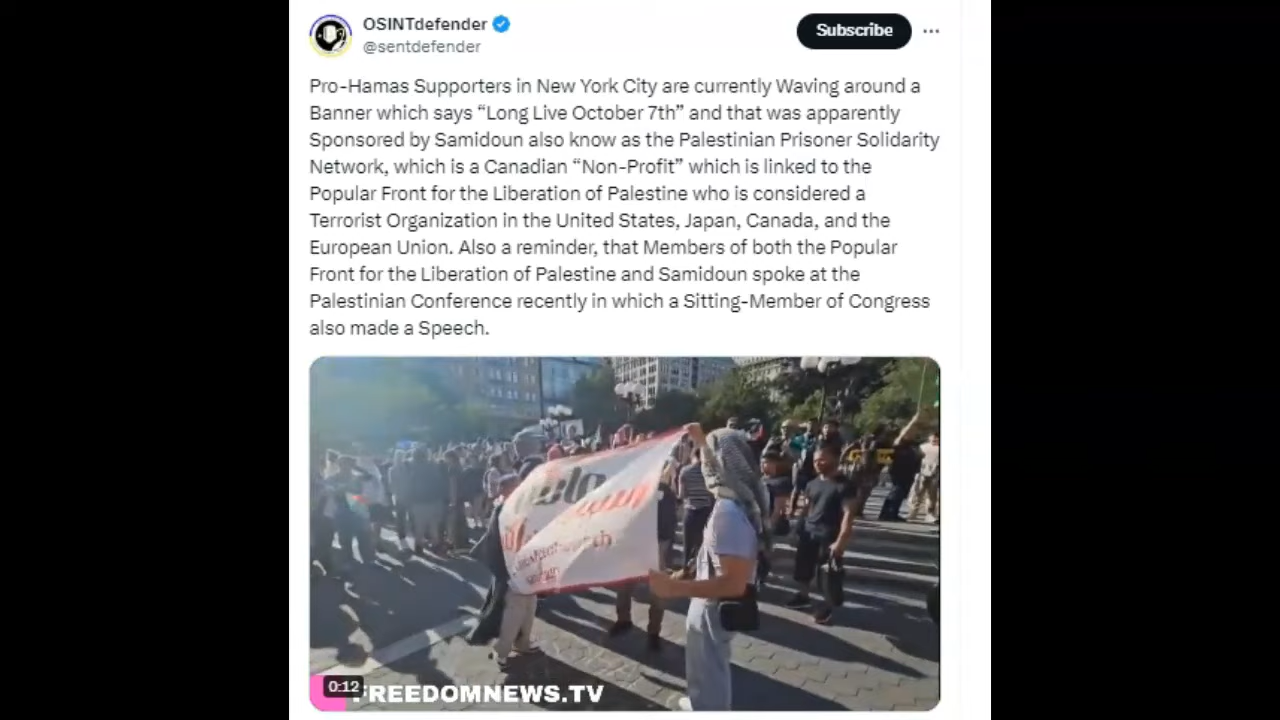 OSINTdefender
@sentdefender
Subscribe
Pro-Hamas Supporters in New York City are currently Waving around a
Banner which says “Long Live October 7th” and that was apparently
Sponsored by Samidoun also know as the Palestinian Prisoner Solidarity
Network, which is a Canadian “Non-Profit” which is linked to the
Popular Front for the Liberation of Palestine who is considered a
Terrorist Organization in the United States, Japan, Canada, and the
European Union. Also a reminder, that Members of both the Popular
Front for the Liberation of Palestine and Samidoun spoke at the
Palestinian Conference recently in which a Sitting-Member of Congress
also made a Speech.
0:12
FREEDOMNEWS.TV